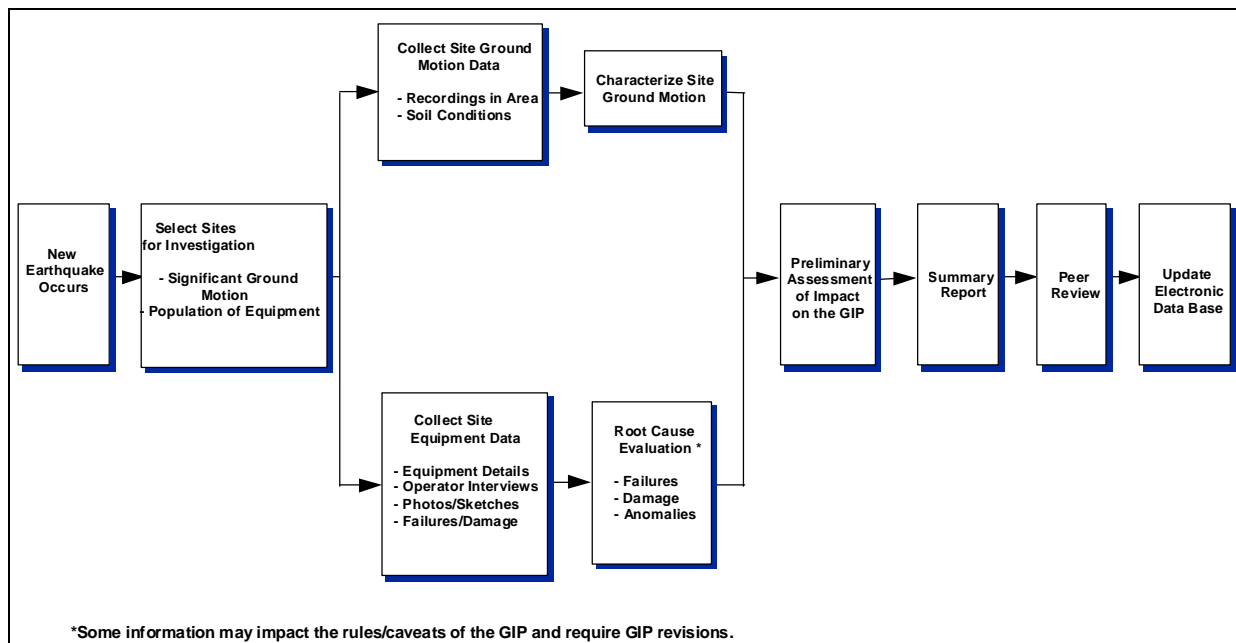 New
Earthquake
Occurs
Select Sites
for Investigation
- Significant Ground
Motion
- Population of Equipment
Collect Site Ground
Motion Data
- Recordings in Area
- Soil Conditions
Characterize Site
Ground Motion
Collect Site
Equipment Data
- Equipment Details
- Operator Interviews
- Photos/Sketches
- Failures/Damage
Root Cause
Evaluation *
- Failures
- Damage
- Anomalies
Preliminary
Assessment
of Impact
on the GIP
Summary
Report
Peer
Review
Update
Electronic
Data Base
*Some information may impact the rules/caveats of the GIP and require GIP revisions.